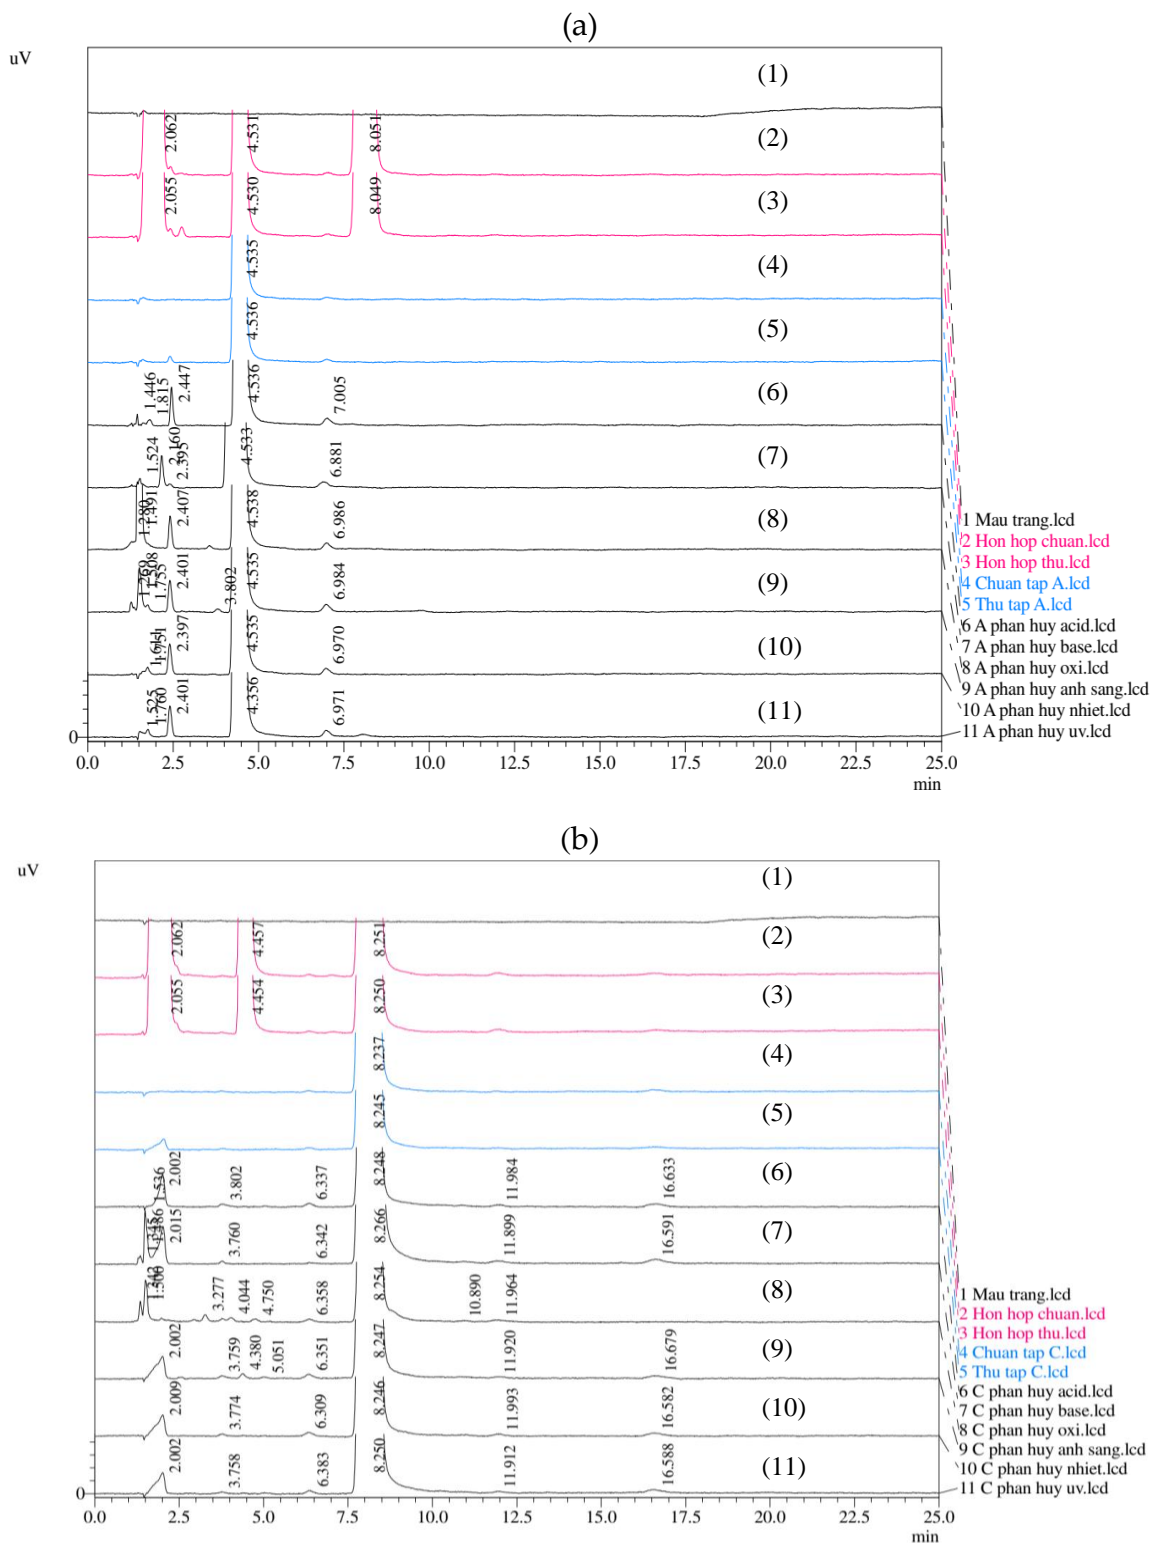 (a)
uV
(1)
2.062 4.531 8.051 (2)
2.055 4.530 8.049 (3)
4.535 (4)
4.536 (5)
1.446 1.815 2.447 4.536 7.005 (6)
1.524 2.160 2.395 4.533 6.881 (7)
1.280 1.491 2.407 4.538 6.986 (8)
1.269 1.508 1.755 2.401 3.802 4.535 6.984 (9)
1.611 1.751 2.397 4.535 6.970 (10)
1.525 1.760 2.401 4.356 6.971 (11)
0
0.0 2.5 5.0 7.5 10.0 12.5 15.0 17.5 20.0 22.5 25.0
min
1 Mau trang.lcd
2 Hon hop chuan.lcd
3 Hon hop thu.lcd
4 Chuan tap A.lcd
5 Thu tap A.lcd
6 A phan huy acid.lcd
7 A phan huy base.lcd
8 A phan huy oxi.lcd
9 A phan huy anh sang.lcd
10 A phan huy nhiet.lcd
11 A phan huy uv.lcd
(b)
uV
(1)
2.062 4.457 8.251 (2)
2.055 4.454 8.250 (3)
8.237 (4)
8.245 (5)
1.536 2.002 3.802 6.337 8.248 11.984 16.633 (6)
2.015 3.760 6.342 8.266 11.899 16.591 (7)
3.277 4.044 4.750 6.358 8.254 10.890 11.964 (8)
2.002 3.759 4.380 5.051 6.351 8.247 11.920 16.679 (9)
2.009 3.774 6.309 8.246 11.993 16.582 (10)
2.002 3.758 6.383 8.250 11.912 16.588 (11)
0
0.0 2.5 5.0 7.5 10.0 12.5 15.0 17.5 20.0 22.5 25.0
min
1 Mau trang.lcd
2 Hon hop chuan.lcd
3 Hon hop thu.lcd
4 Chuan tap C.lcd
5 Thu tap C.lcd
6 C phan huy acid.lcd
7 C phan huy base.lcd
8 C phan huy oxi.lcd
9 C phan huy anh sang.lcd
10 C phan huy nhiet.lcd
11 C phan huy uv.lcd